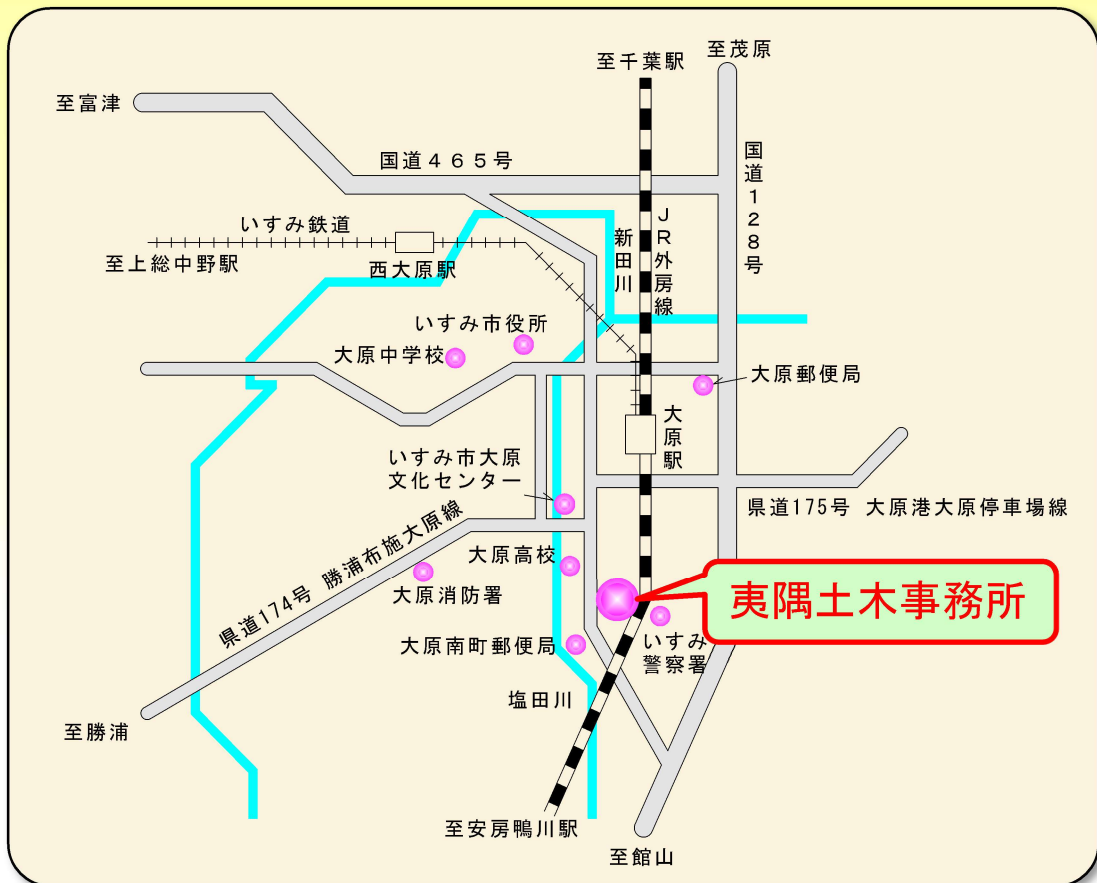 至茂原
至千葉駅
至富津
国道４６５号
国道１２８号
いすみ鉄道
ＪＲ外房線
新田川
至上総中野駅
西大原駅
いすみ市役所
大原中学校
大原郵便局
大原駅
いすみ市大原
文化センター
県道175号 大原港大原停車場線
県道174号 勝浦布施大原線
大原高校
大原消防署
夷隅土木事務所
大原南町郵便局
いすみ
警察署
塩田川
至勝浦
至安房鴨川駅
至館山